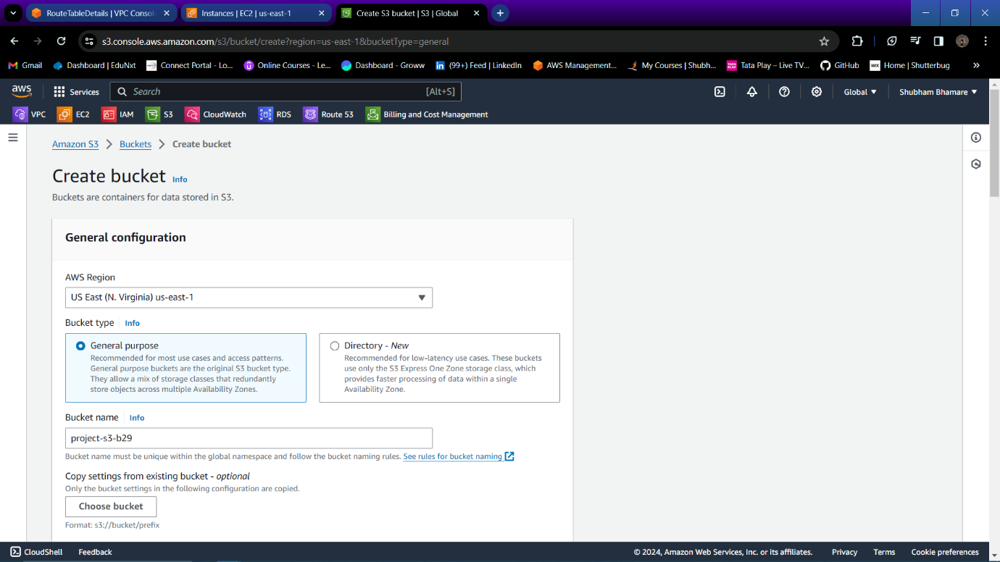 RouteTableDetails | VPC Consol
Instances | EC2 | us-east-1
Create S3 bucket | S3 | Global
s3.console.aws.amazon.com/s3/bucket/create?region=us-east-1&bucketType=general
Gmail
Dashboard | EduNxt
Connect Portal - Lo...
Online Courses - Le...
Dashboard - Groww
(99+) Feed | LinkedIn
AWS Management...
My Courses | Shubh...
Tata Play – Live TV...
GitHub
Home | Shutterbug
aws
Services
Search
[Alt+S]
Global
Shubham Bhamare
VPC
EC2
IAM
S3
CloudWatch
RDS
Route 53
Billing and Cost Management
Amazon S3 > Buckets > Create bucket
Create bucket Info
Buckets are containers for data stored in S3.
General configuration
AWS Region
US East (N. Virginia) us-east-1
Bucket type Info
General purpose
Recommended for most use cases and access patterns.
General purpose buckets are the original S3 bucket type.
They allow a mix of storage classes that redundantly
store objects across multiple Availability Zones.
Directory - New
Recommended for low-latency use cases. These buckets
use only the S3 Express One Zone storage class, which
provides faster processing of data within a single
Availability Zone.
Bucket name Info
project-s3-b29
Bucket name must be unique within the global namespace and follow the bucket naming rules. See rules for bucket naming
Copy settings from existing bucket - optional
Only the bucket settings in the following configuration are copied.
Choose bucket
Format: s3://bucket/prefix
CloudShell
Feedback
© 2024, Amazon Web Services, Inc. or its affiliates.
Privacy
Terms
Cookie preferences